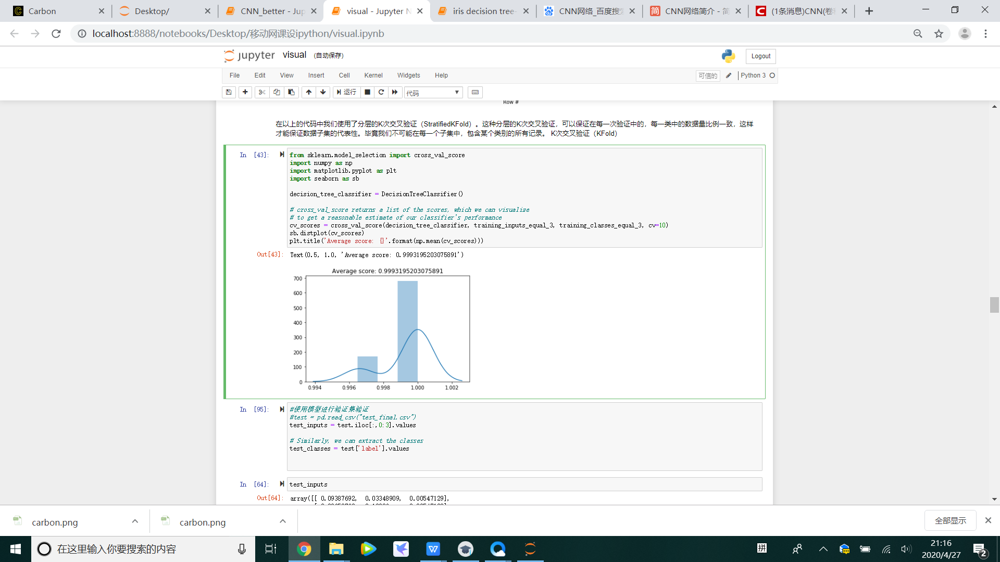 Carbon
Desktop/
CNN_better - Jup
visual - Jupyter N
iris decision tree-
CNN网络_百度搜索
CNN网络简介 - 简
(1条消息)CNN(卷积
localhost:8888/notebooks/Desktop/移动网课设ipython/visual.ipynb
jupyter visual (自动保存)
Logout
File Edit View Insert Cell Kernel Widgets Help
可信的 Python 3
运行 代码
Row #
在以上的代码中我们使用了分层的K次交叉验证（StratifiedKFold）。这种分层的K次交叉验证，可以保证在每一次验证中的，每一类中的数据量比例一致，这样
才能保证数据子集的代表性。毕竟我们不可能在每一个子集中，包含某个类别的所有记录。 K次交叉验证（KFold）
In [43]:
from sklearn.model_selection import cross_val_score
import numpy as np
import matplotlib.pyplot as plt
import seaborn as sb
decision_tree_classifier = DecisionTreeClassifier()
# cross_val_score returns a list of the scores, which we can visualize
# to get a reasonable estimate of our classifier's performance
cv_scores = cross_val_score(decision_tree_classifier, training_inputs_equal_3, training_classes_equal_3, cv=10)
sb.distplot(cv_scores)
plt.title('Average score: {}'.format(np.mean(cv_scores)))
Out[43]: Text(0.5, 1.0, 'Average score: 0.9993195203075891')
Average score: 0.9993195203075891
700
600
500
400
300
200
100
0
0.994 0.996 0.998 1.000 1.002
In [95]:
#使用模型进行验证集验证
#test = pd.read_csv("test_final.csv")
test_inputs = test.iloc[:,0:3].values
# Similarly, we can extract the classes
test_classes = test['label'].values
In [64]: test_inputs
Out[64]: array([[ 0.09387692, 0.03348909, 0.00547129],
carbon.png
carbon.png
全部显示
在这里输入你要搜索的内容
拼
21:16
2020/4/27
2